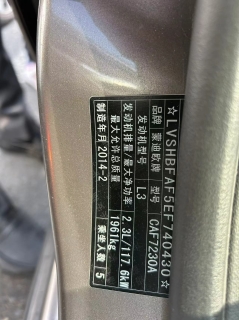 ☆LVSHBFAF5EF740430☆
品牌 蒙迪欧牌 CAF7230A
发动机型号 L3
发动机排量/最大净功率 2.3L/117.6kW
最大允许总质量 1961kg
制造年月 2014-2 乘坐人数 5